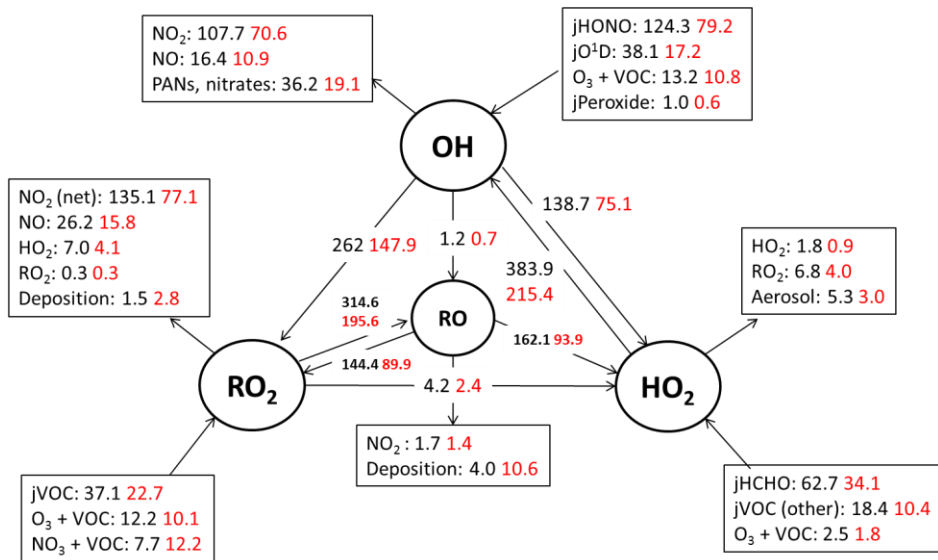 NO₂: 107.7 70.6
NO: 16.4 10.9
PANs, nitrates: 36.2 19.1
jHONO: 124.3 79.2
jO¹D: 38.1 17.2
O₃ + VOC: 13.2 10.8
jPeroxide: 1.0 0.6
OH
NO₂ (net): 135.1 77.1
NO: 26.2 15.8
HO₂: 7.0 4.1
RO₂: 0.3 0.3
Deposition: 1.5 2.8
262 147.9
1.2 0.7
138.7 75.1
383.9
215.4
HO₂: 1.8 0.9
RO₂: 6.8 4.0
Aerosol: 5.3 3.0
314.6
195.6
RO
162.1 93.9
144.4 89.9
RO₂
4.2 2.4
HO₂
NO₂ : 1.7 1.4
Deposition: 4.0 10.6
jVOC: 37.1 22.7
O₃ + VOC: 12.2 10.1
NO₃ + VOC: 7.7 12.2
jHCHO: 62.7 34.1
jVOC (other): 18.4 10.4
O₃ + VOC: 2.5 1.8